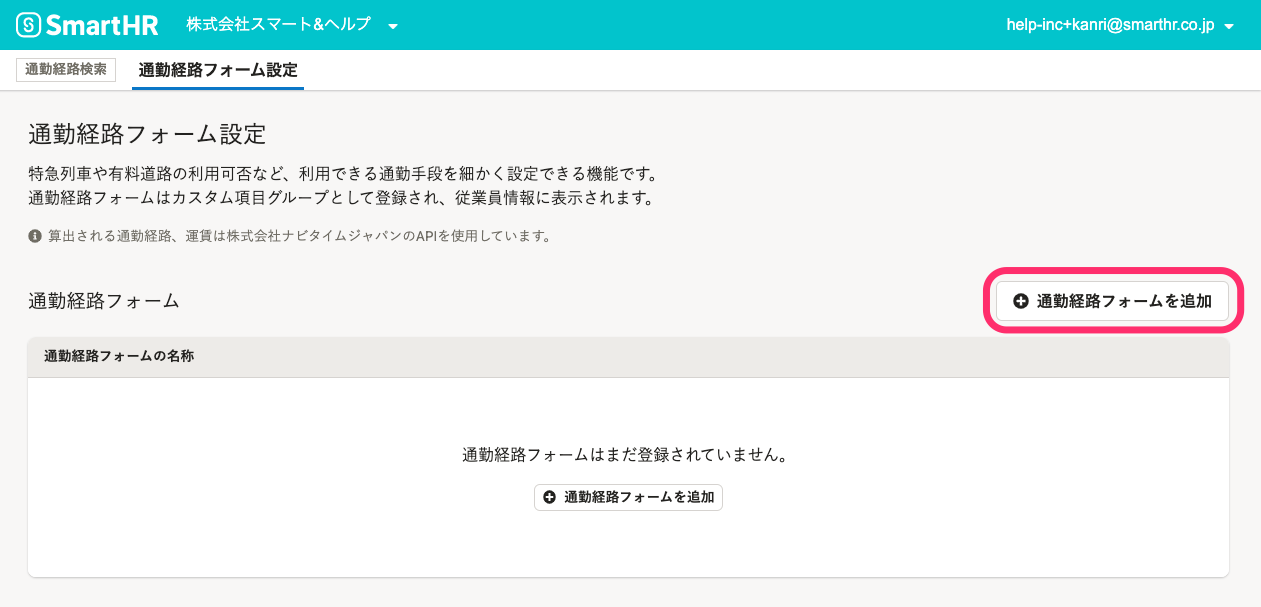 SmartHR 株式会社スマート&ヘルプ help-inc+kanri@smarthr.co.jp
通勤経路検索 通勤経路フォーム設定
通勤経路フォーム設定
特急列車や有料道路の利用可否など、利用できる通勤手段を細かく設定できる機能です。
通勤経路フォームはカスタム項目グループとして登録され、従業員情報に表示されます。
算出される通勤経路、運賃は株式会社ナビタイムジャパンのAPIを使用しています。
通勤経路フォーム 通勤経路フォームを追加
通勤経路フォームの名称
通勤経路フォームはまだ登録されていません。
通勤経路フォームを追加